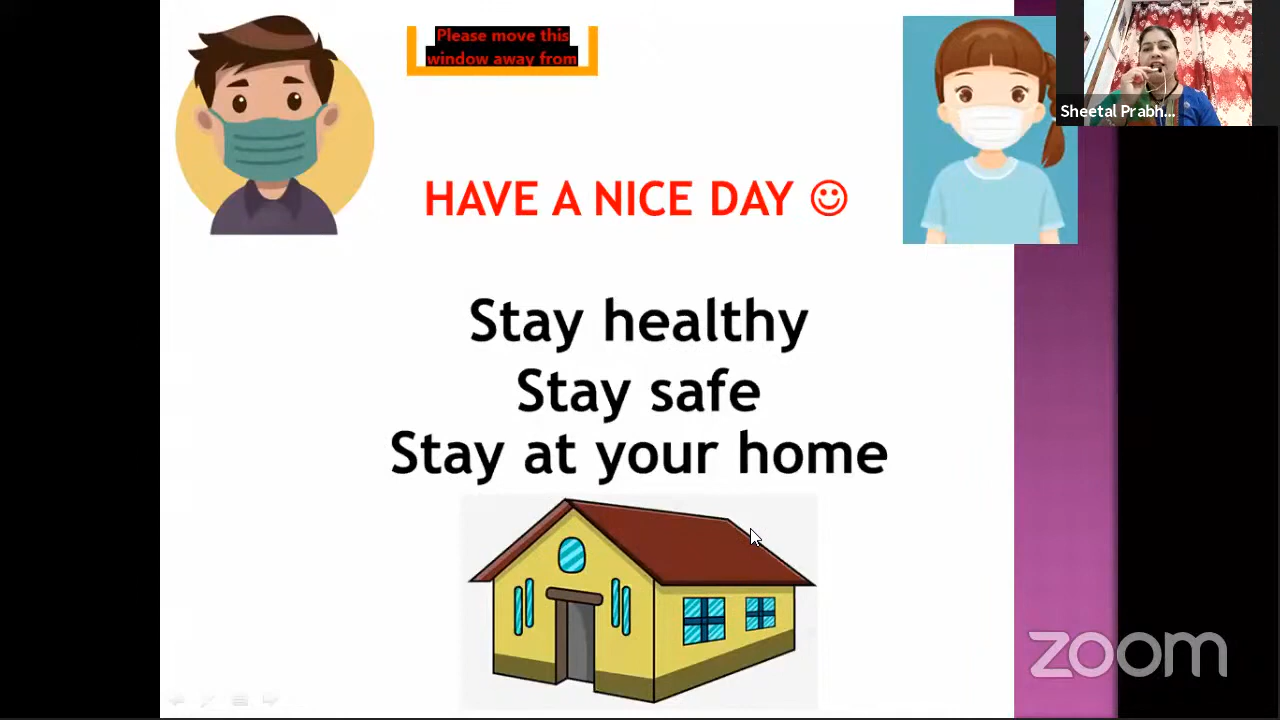 Please move this
window away from
Sheetal Prabh...
HAVE A NICE DAY ☺
Stay healthy
Stay safe
Stay at your home
zoom